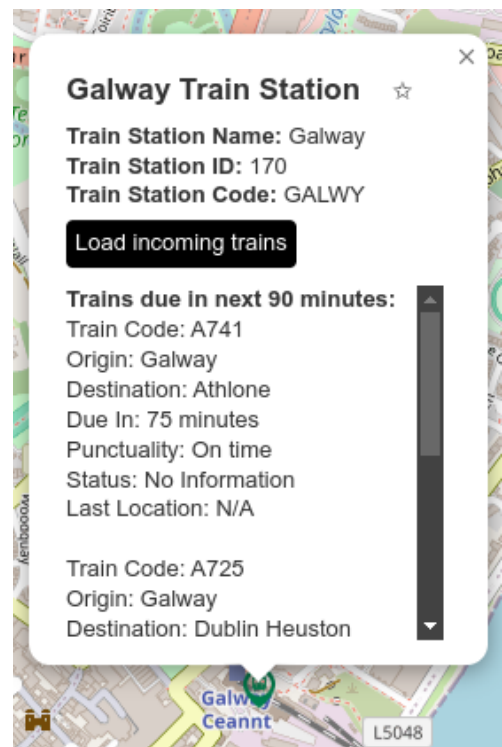 ×
Galway Train Station ☆
Train Station Name: Galway
Train Station ID: 170
Train Station Code: GALWY
Load incoming trains
Trains due in next 90 minutes:
Train Code: A741
Origin: Galway
Destination: Athlone
Due In: 75 minutes
Punctuality: On time
Status: No Information
Last Location: N/A
Train Code: A725
Origin: Galway
Destination: Dublin Heuston
Woodquay
Galway
Ceannt
L5048